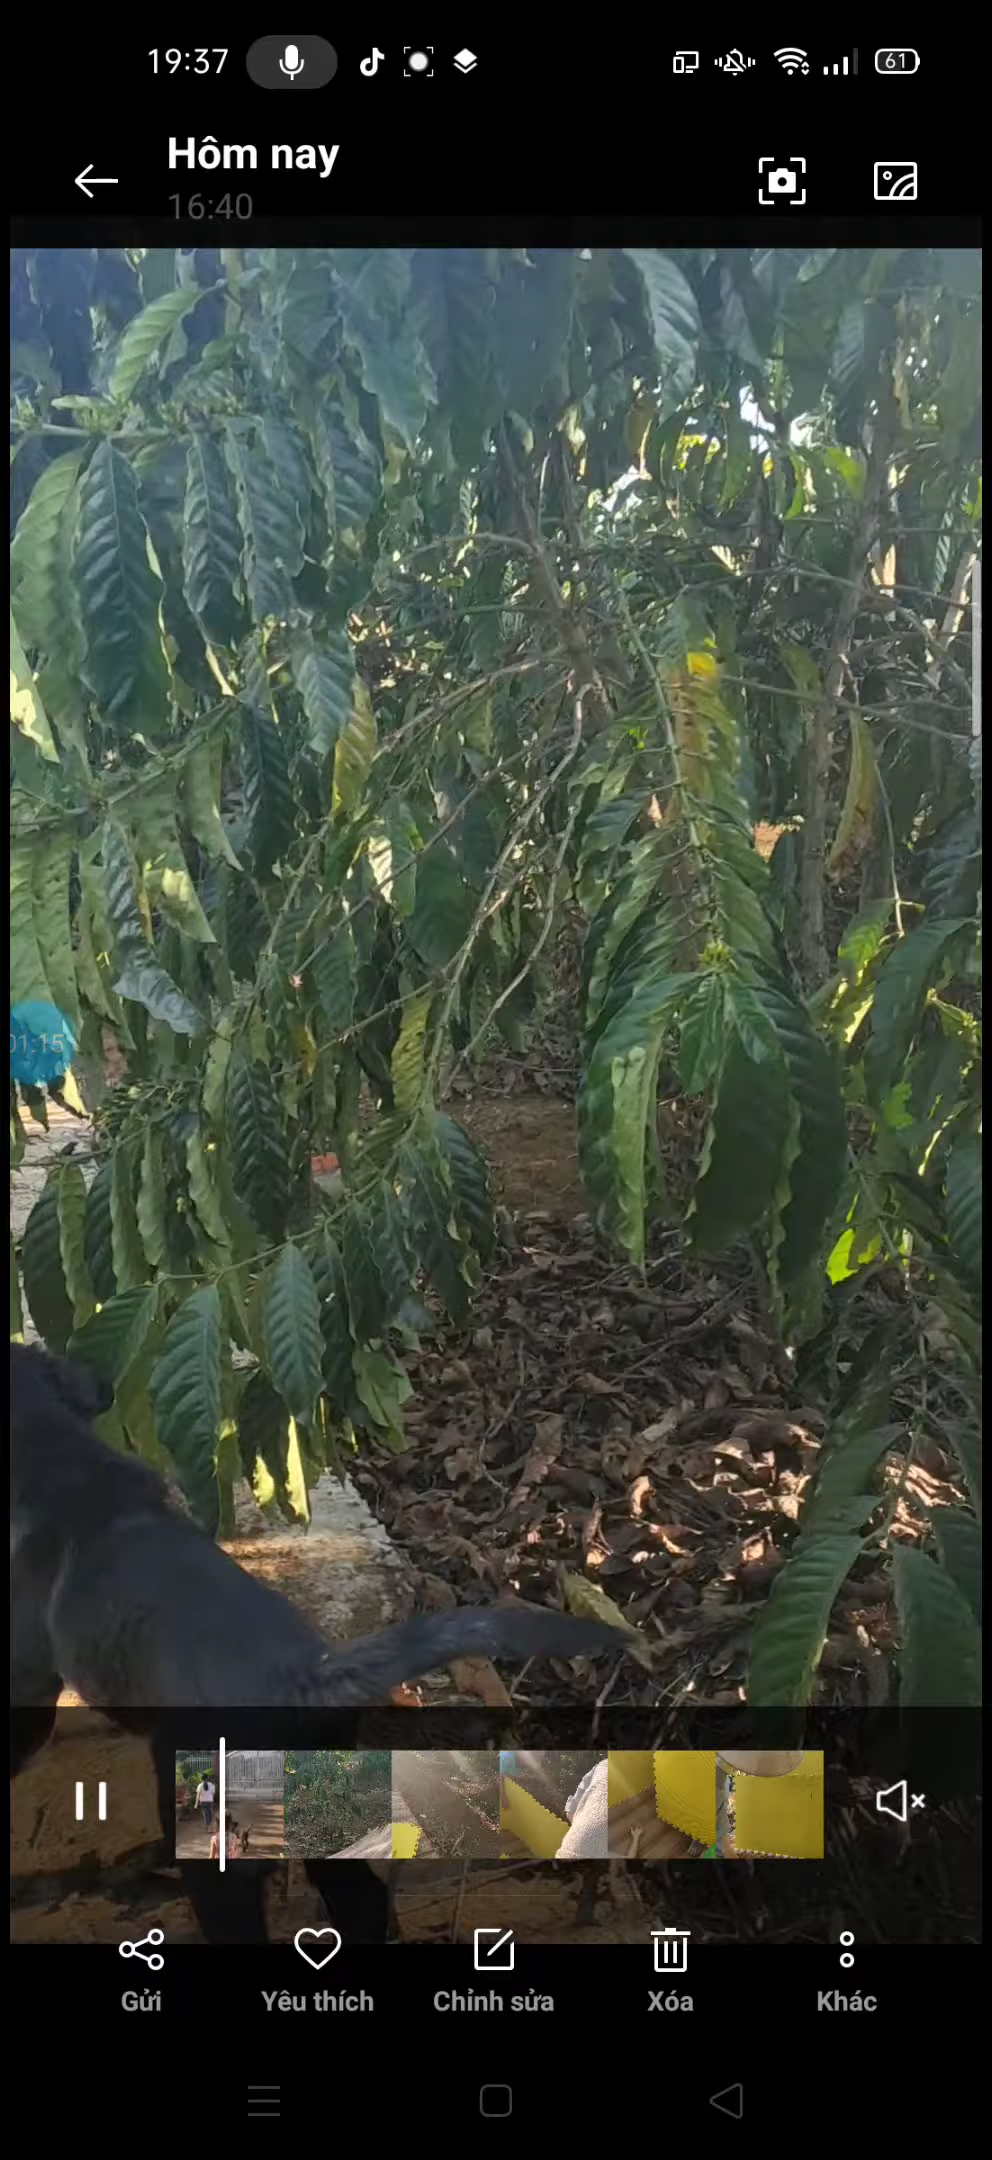 19:37
61
Hôm nay
16:40
01:15
Gửi
Yêu thích
Chỉnh sửa
Xóa
Khác